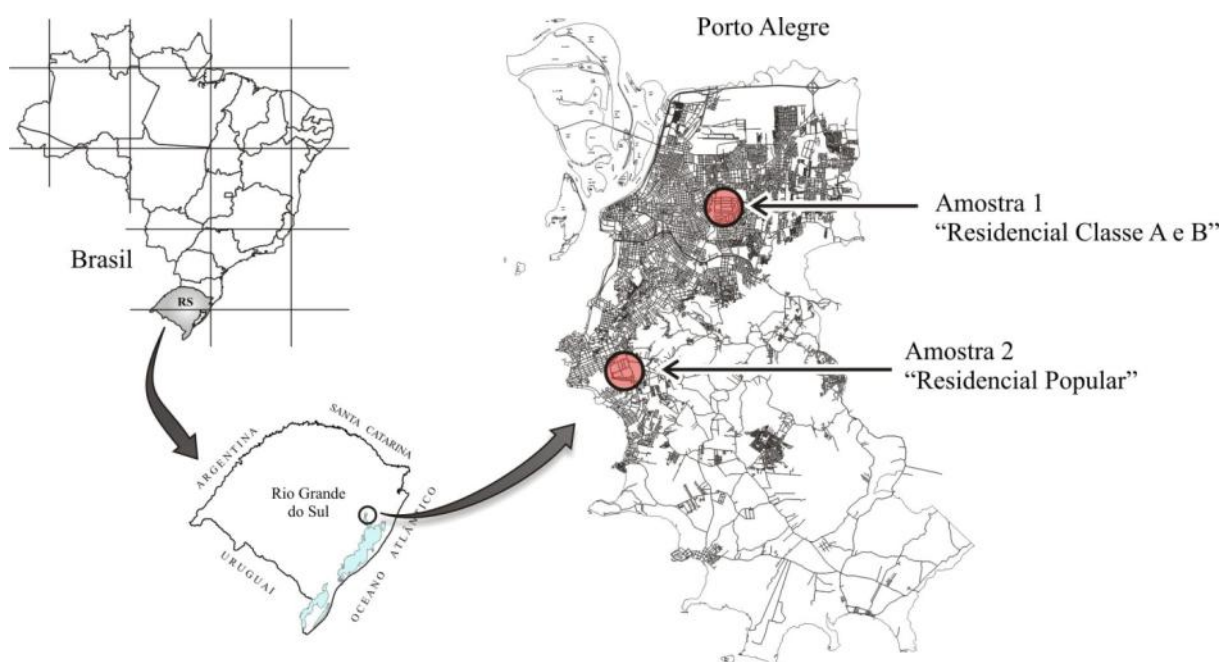 Porto Alegre
Brasil
RS
Amostra 1
“Residencial Classe A e B”
Amostra 2
“Residencial Popular”
ARGENTINA
SANTA CATARINA
Rio Grande
do Sul
URUGUAI
OCEANO ATLÁNTICO